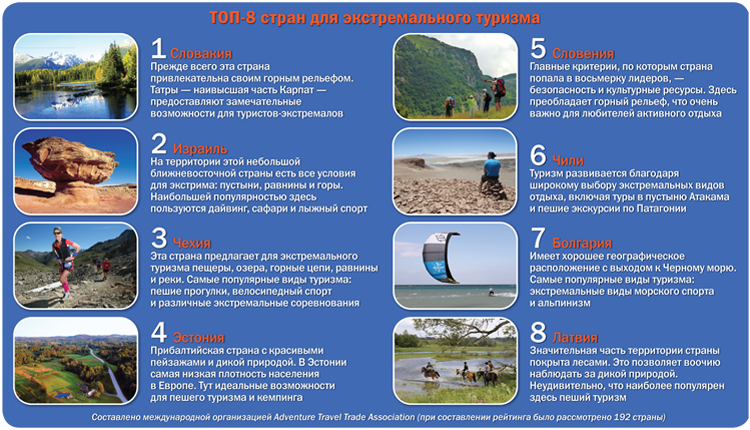 ТОП-8 стран для экстремального туризма
1 Словакия
Прежде всего эта страна
привлекательна своим горным рельефом.
Татры — наивысшая часть Карпат —
предоставляют замечательные
возможности для туристов-экстремалов
2 Израиль
На территории этой небольшой
ближневосточной страны есть все условия
для экстрима: пустыни, равнины и горы.
Наибольшей популярностью здесь
пользуются дайвинг, сафари и лыжный спорт
3 Чехия
Эта страна предлагает для экстремального
туризма пещеры, озера, горные цепи, равнины
и реки. Самые популярные виды туризма:
пешие прогулки, велосипедный спорт
и различные экстремальные соревнования
4 Эстония
Прибалтийская страна с красивыми
пейзажами и дикой природой. В Эстонии
самая низкая плотность населения
в Европе. Тут идеальные возможности
для пешего туризма и кемпинга
5 Словения
Главные критерии, по которым страна
попала в восьмерку лидеров, —
безопасность и культурные ресурсы. Здесь
преобладает горный рельеф, что очень
важно для любителей активного отдыха
6 Чили
Туризм развивается благодаря
широкому выбору экстремальных видов
отдыха, включая туры в пустыню Атакама
и пешие экскурсии по Патагонии
7 Болгария
Имеет хорошее географическое
расположение с выходом к Черному морю.
Самые популярные виды туризма:
экстремальные виды морского спорта
и альпинизм
8 Латвия
Значительная часть территории страны
покрыта лесами. Это позволяет воочию
наблюдать за дикой природой.
Неудивительно, что наиболее популярен
здесь пеший туризм
Составлено международной организацией Adventure Travel Trade Association (при составлении рейтинга было рассмотрено 192 страны)